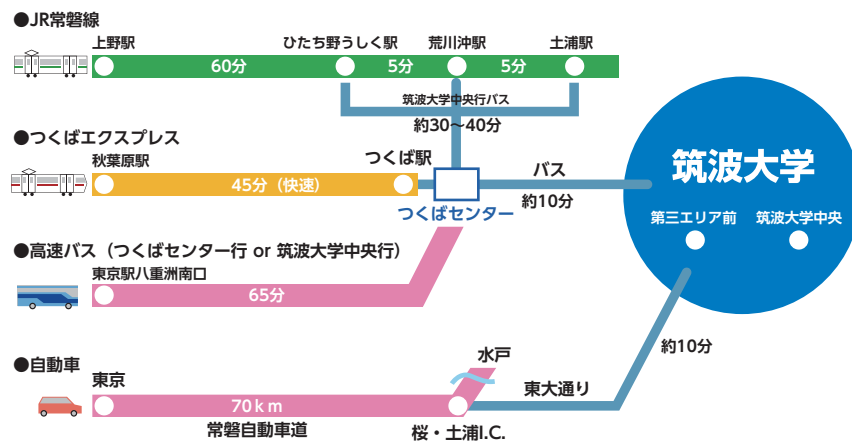 ●JR常磐線
上野駅
ひたち野うしく駅
荒川沖駅
土浦駅
60分
5分
5分
筑波大学中央行バス
約30〜40分
●つくばエクスプレス
秋葉原駅
つくば駅
45分（快速）
つくばセンター
バス
約10分
筑波大学
第三エリア前
筑波大学中央
●高速バス（つくばセンター行 or 筑波大学中央行）
東京駅八重洲南口
65分
●自動車
東京
70km
常磐自動車道
水戸
桜・土浦I.C.
東大通り
約10分